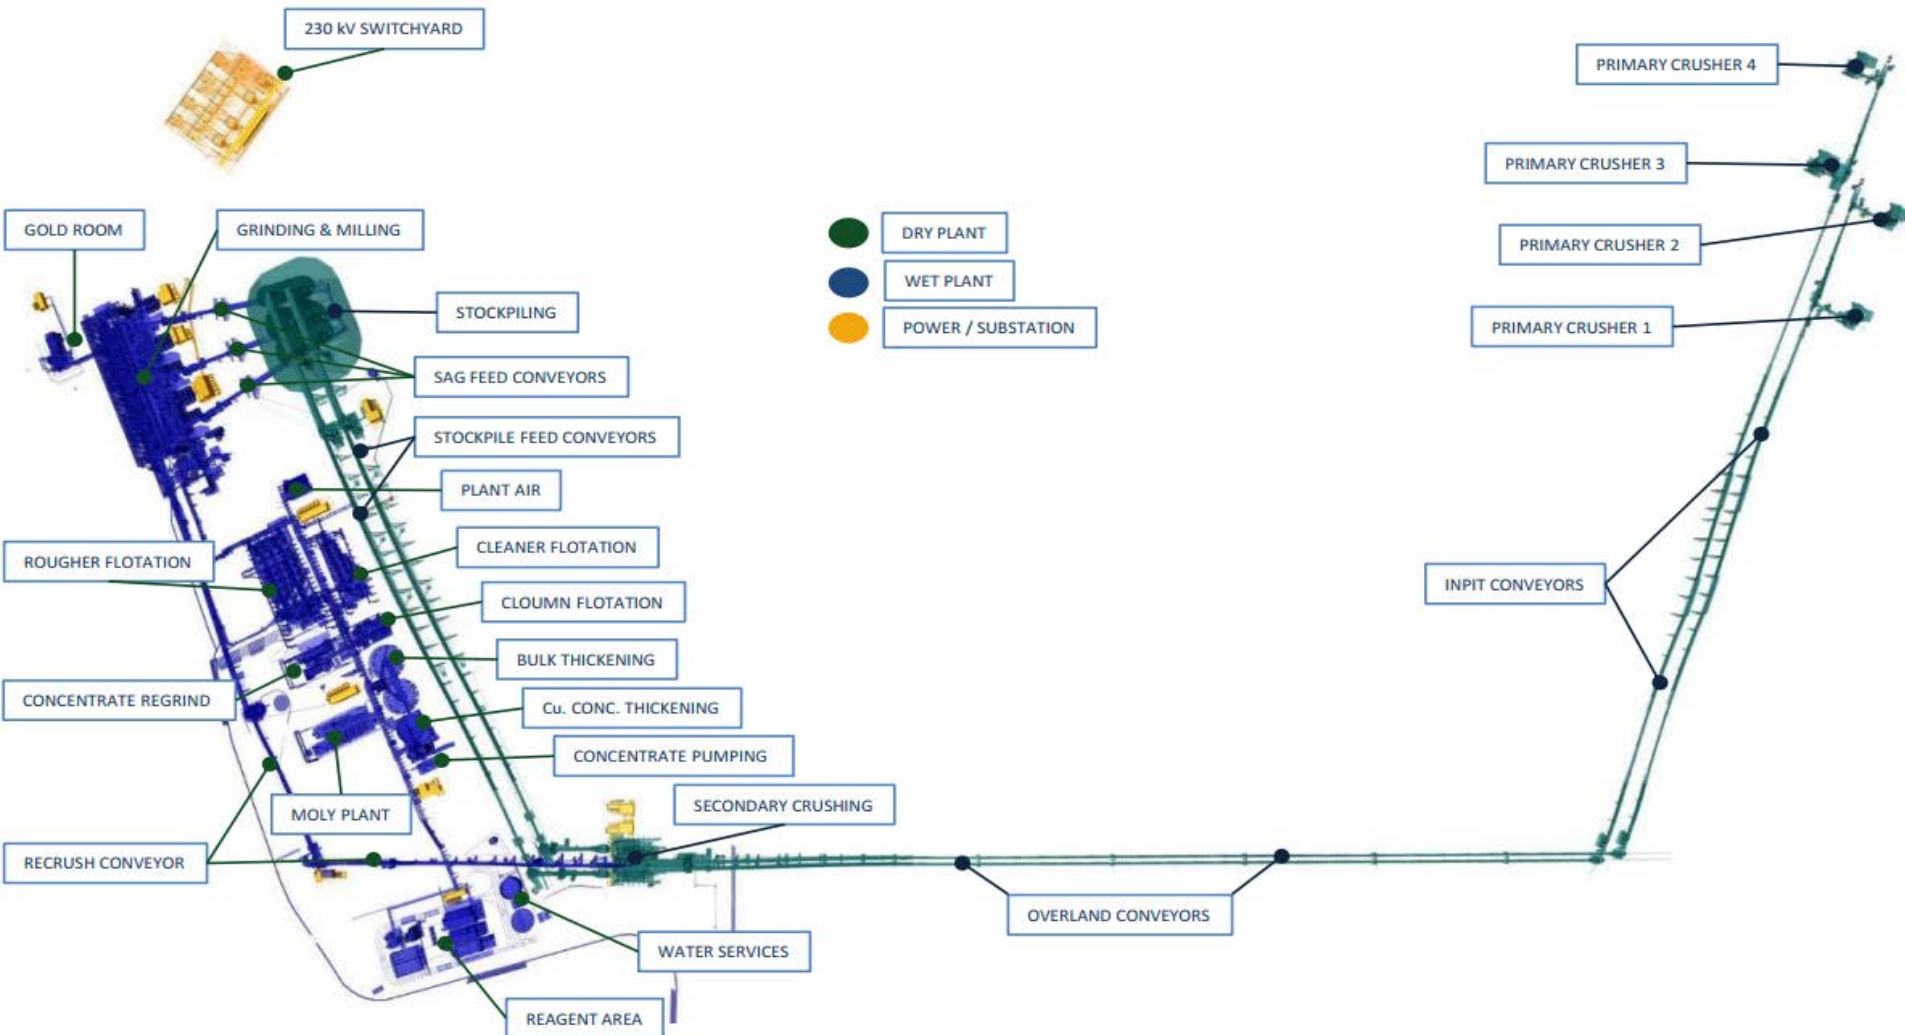 230 kV SWITCHYARD
PRIMARY CRUSHER 4
PRIMARY CRUSHER 3
GOLD ROOM
GRINDING & MILLING
DRY PLANT
PRIMARY CRUSHER 2
WET PLANT
STOCKPILING
POWER / SUBSTATION
PRIMARY CRUSHER 1
SAG FEED CONVEYORS
STOCKPILE FEED CONVEYORS
PLANT AIR
CLEANER FLOTATION
ROUGHER FLOTATION
INPIT CONVEYORS
CLOUMN FLOTATION
BULK THICKENING
CONCENTRATE REGRIND
Cu. CONC. THICKENING
CONCENTRATE PUMPING
SECONDARY CRUSHING
MOLY PLANT
RECRUSH CONVEYOR
OVERLAND CONVEYORS
WATER SERVICES
REAGENT AREA